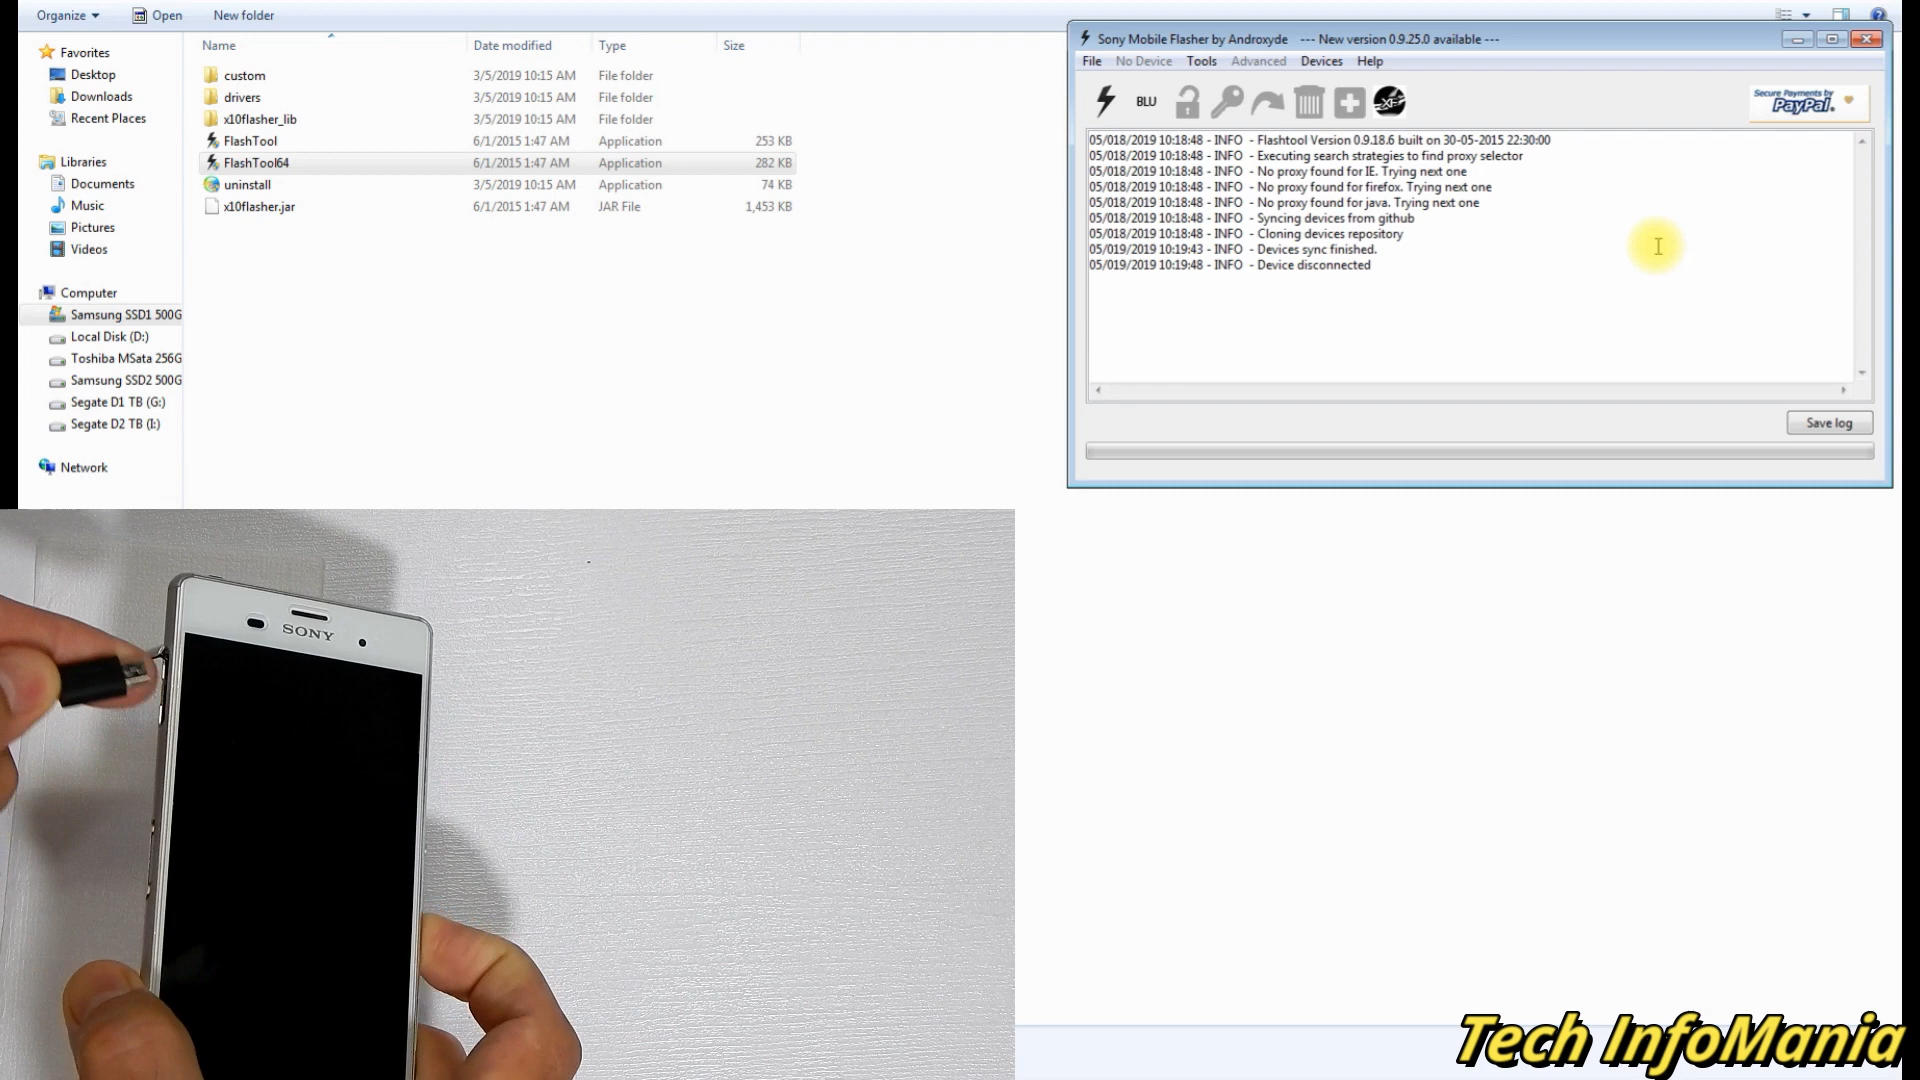 Organize Open New folder
Name Date modified Type Size
Favorites
Desktop
Downloads
Recent Places
Libraries
Documents
Music
Pictures
Videos
Computer
Samsung SSD1 500G
Local Disk (D:)
Toshiba MSata 256G
Samsung SSD2 500G
Segate D1 TB (G:)
Segate D2 TB (I:)
Network
custom 3/5/2019 10:15 AM File folder
drivers 3/5/2019 10:15 AM File folder
x10flasher_lib 3/5/2019 10:15 AM File folder
FlashTool 6/1/2015 1:47 AM Application 253 KB
FlashTool64 6/1/2015 1:47 AM Application 282 KB
uninstall 3/5/2019 10:15 AM Application 74 KB
x10flasher.jar 6/1/2015 1:47 AM JAR File 1,453 KB
Sony Mobile Flasher by Androxyde --- New version 0.9.25.0 available ---
File No Device Tools Advanced Devices Help
BLU
Secure Payments by
PayPal
05/018/2019 10:18:48 - INFO - Flashtool Version 0.9.18.6 built on 30-05-2015 22:30:00
05/018/2019 10:18:48 - INFO - Executing search strategies to find proxy selector
05/018/2019 10:18:48 - INFO - No proxy found for IE. Trying next one
05/018/2019 10:18:48 - INFO - No proxy found for firefox. Trying next one
05/018/2019 10:18:48 - INFO - No proxy found for java. Trying next one
05/018/2019 10:18:48 - INFO - Syncing devices from github
05/018/2019 10:18:48 - INFO - Cloning devices repository
05/019/2019 10:19:43 - INFO - Devices sync finished.
05/019/2019 10:19:48 - INFO - Device disconnected
Save log
SONY
Tech InfoMania